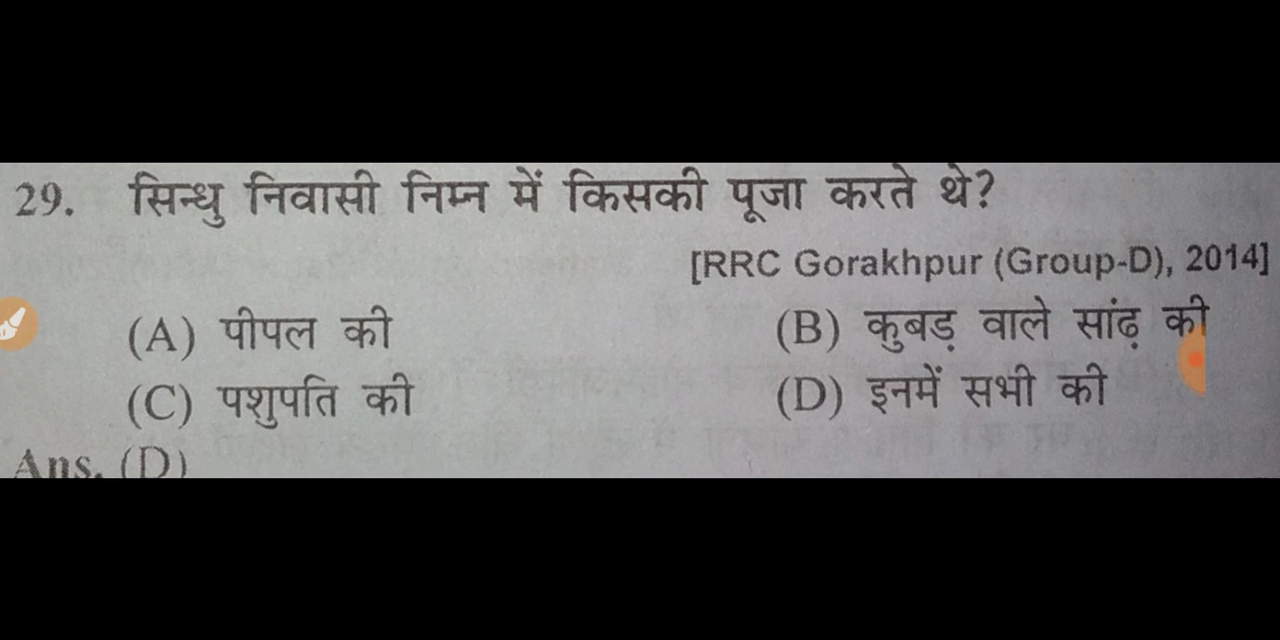 29. सिन्धु निवासी निम्न में किसकी पूजा करते थे?
[RRC Gorakhpur (Group-D), 2014]
(A) पीपल की (B) कुबड़ वाले सांढ़ की
(C) पशुपति की (D) इनमें सभी की
Ans. (D)